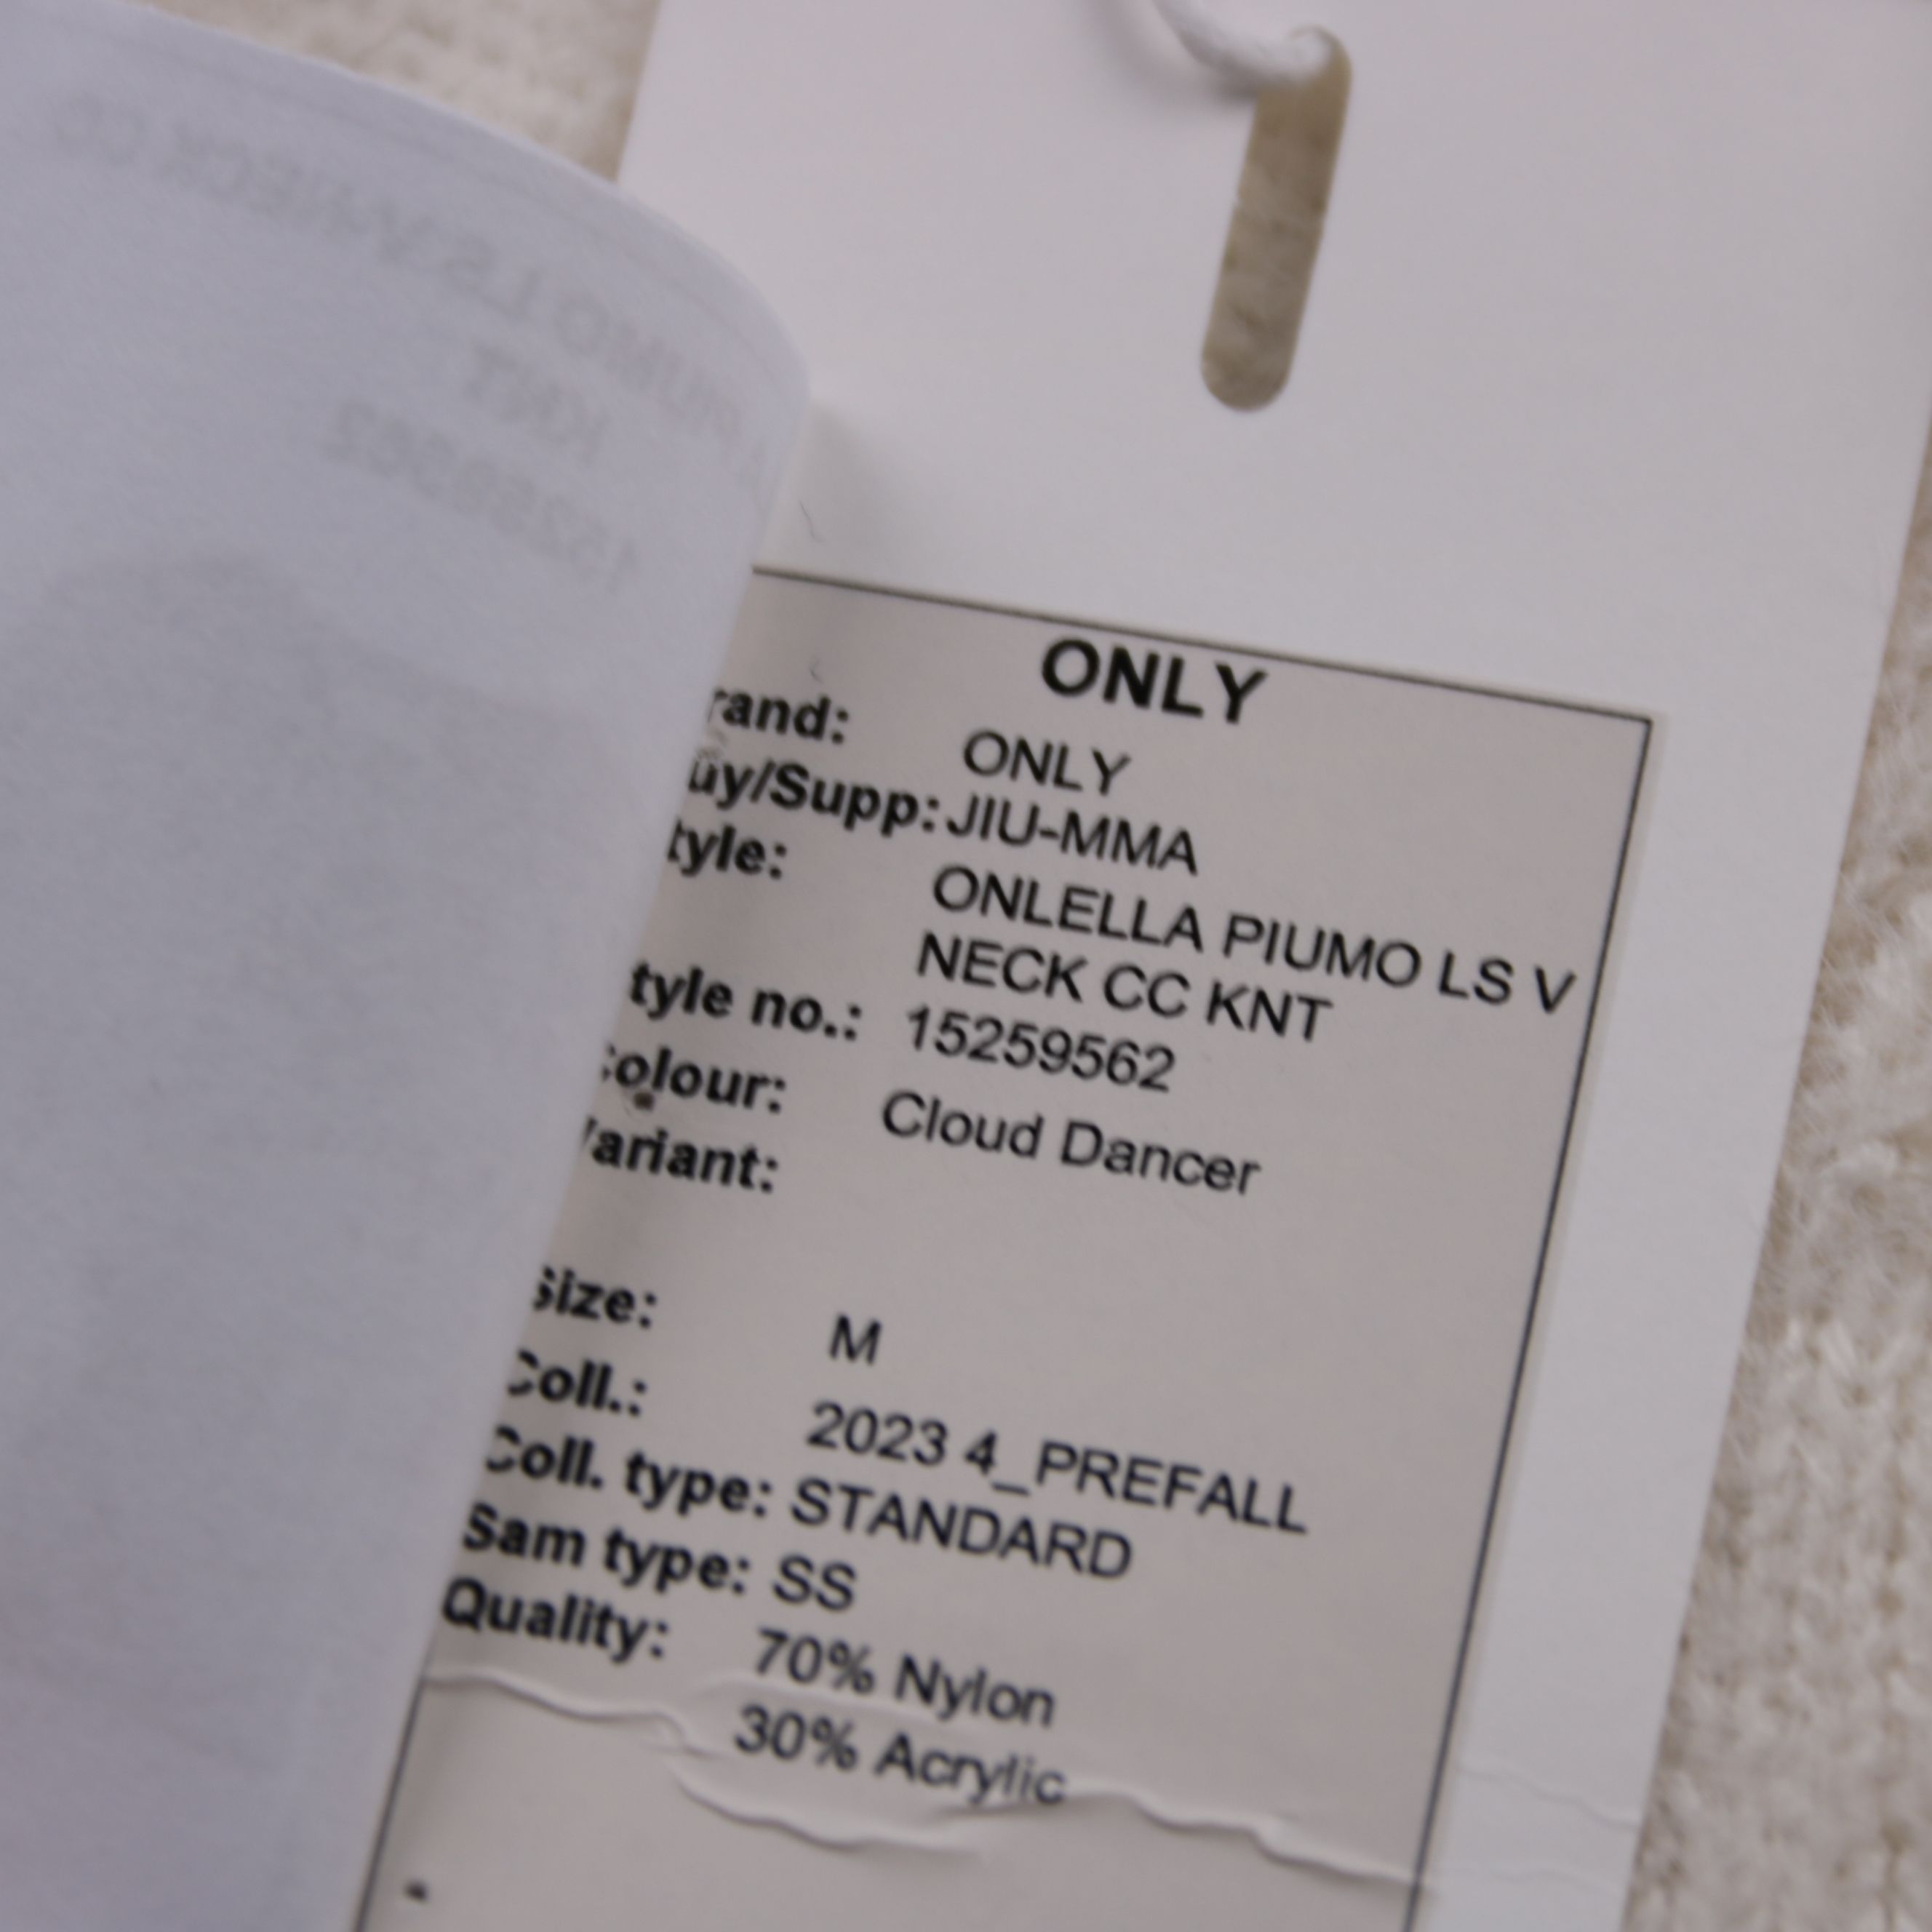 ONLY
rand: ONLY
uy/Supp: JIU-MMA
tyle: ONLELLA PIUMO LS V
NECK CC KNT
tyle no.: 15259562
olour: Cloud Dancer
ariant:
Size: M
Coll.: 2023 4_PREFALL
Coll. type: STANDARD
Sam type: SS
Quality: 70% Nylon
30% Acrylic